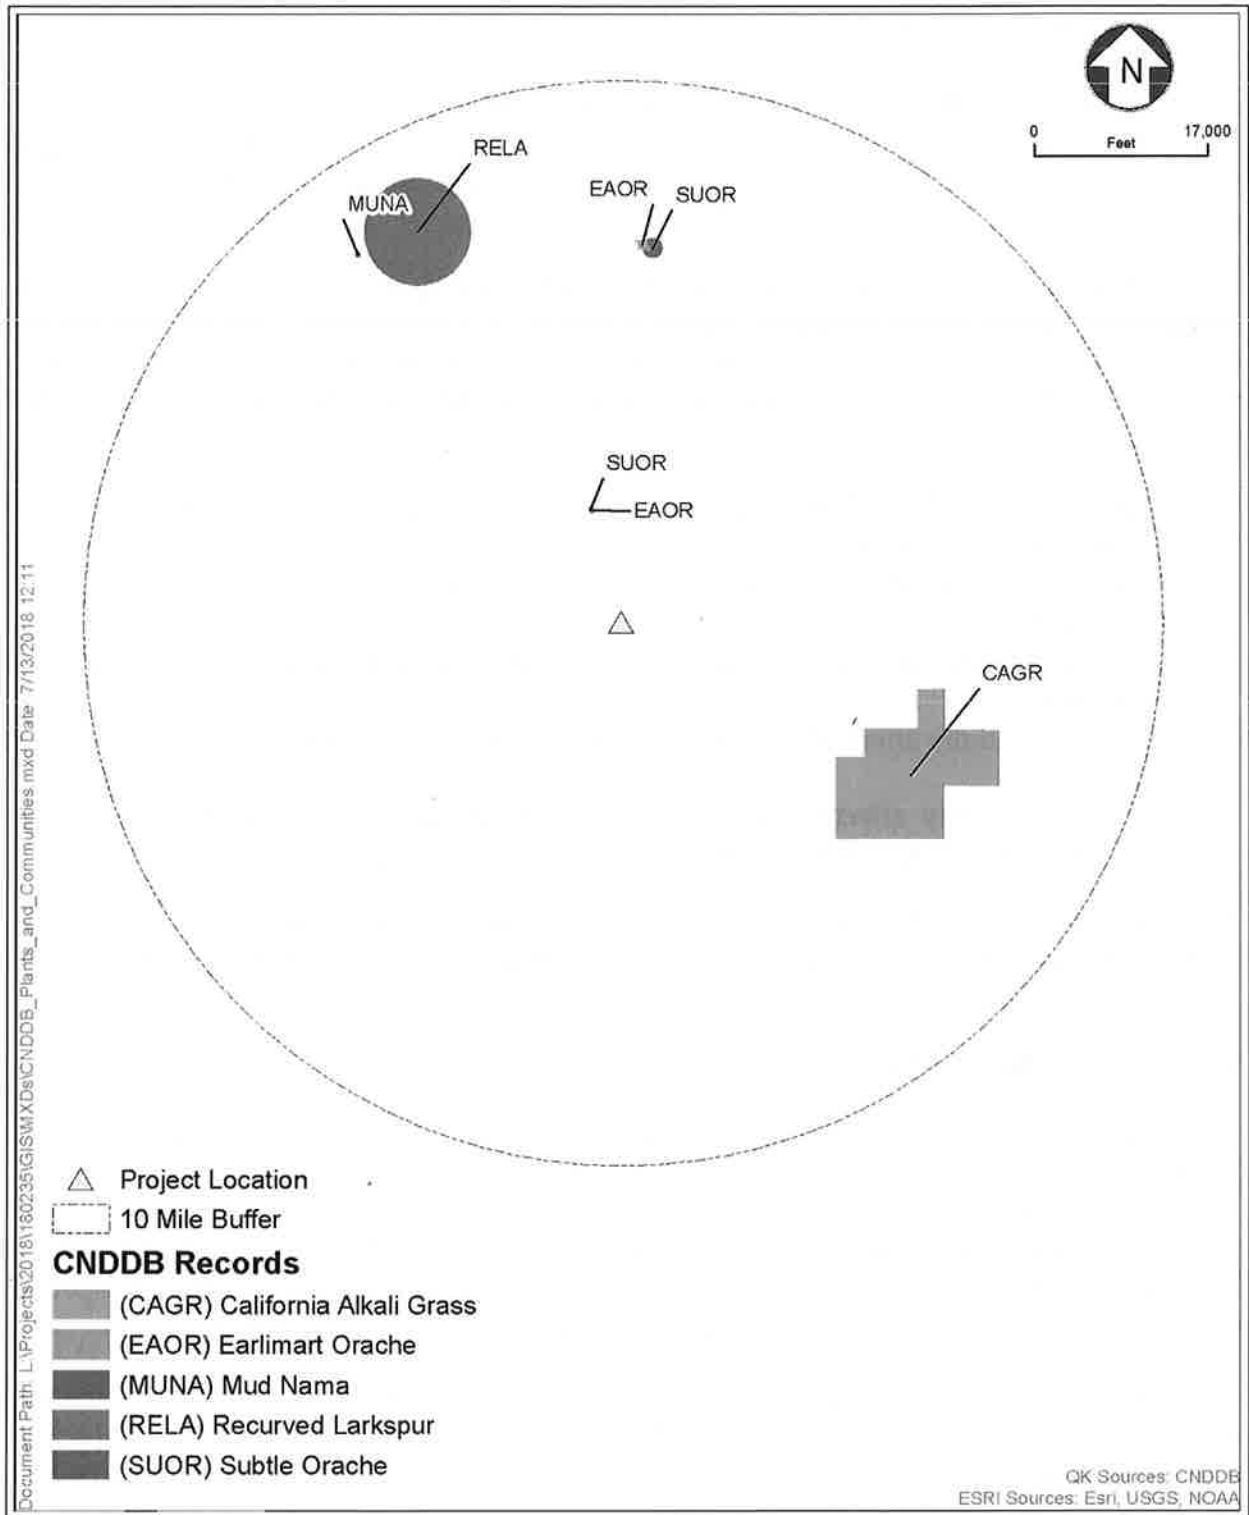 N
0 17,000
Feet
RELA
MUNA
EAOR
SUOR
SUOR
EAOR
CAGR
Project Location
10 Mile Buffer
CNDDB Records
(CAGR) California Alkali Grass
(EAOR) Earlimart Orache
(MUNA) Mud Nama
(RELA) Recurved Larkspur
(SUOR) Subtle Orache
QK Sources: CNDDB
ESRI Sources: Esri, USGS, NOAA
Document Path: L:\Projects\2018\180235\GIS\MXDs\CNDDB_Plants_and_Communities.mxd Date 7/13/2018 12:11